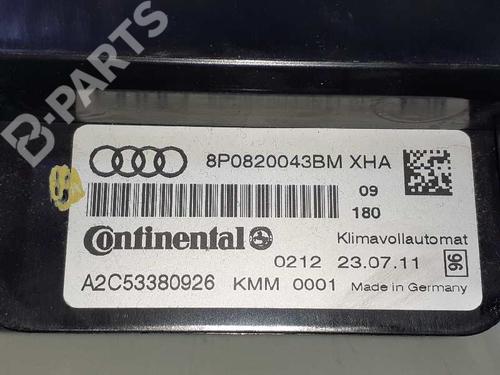 B-PARTS
8P0820043BM XHA
09
180
Continental
Klimavollautomat
0212 23.07.11 96
A2C53380926 KMM 0001 Made in Germany